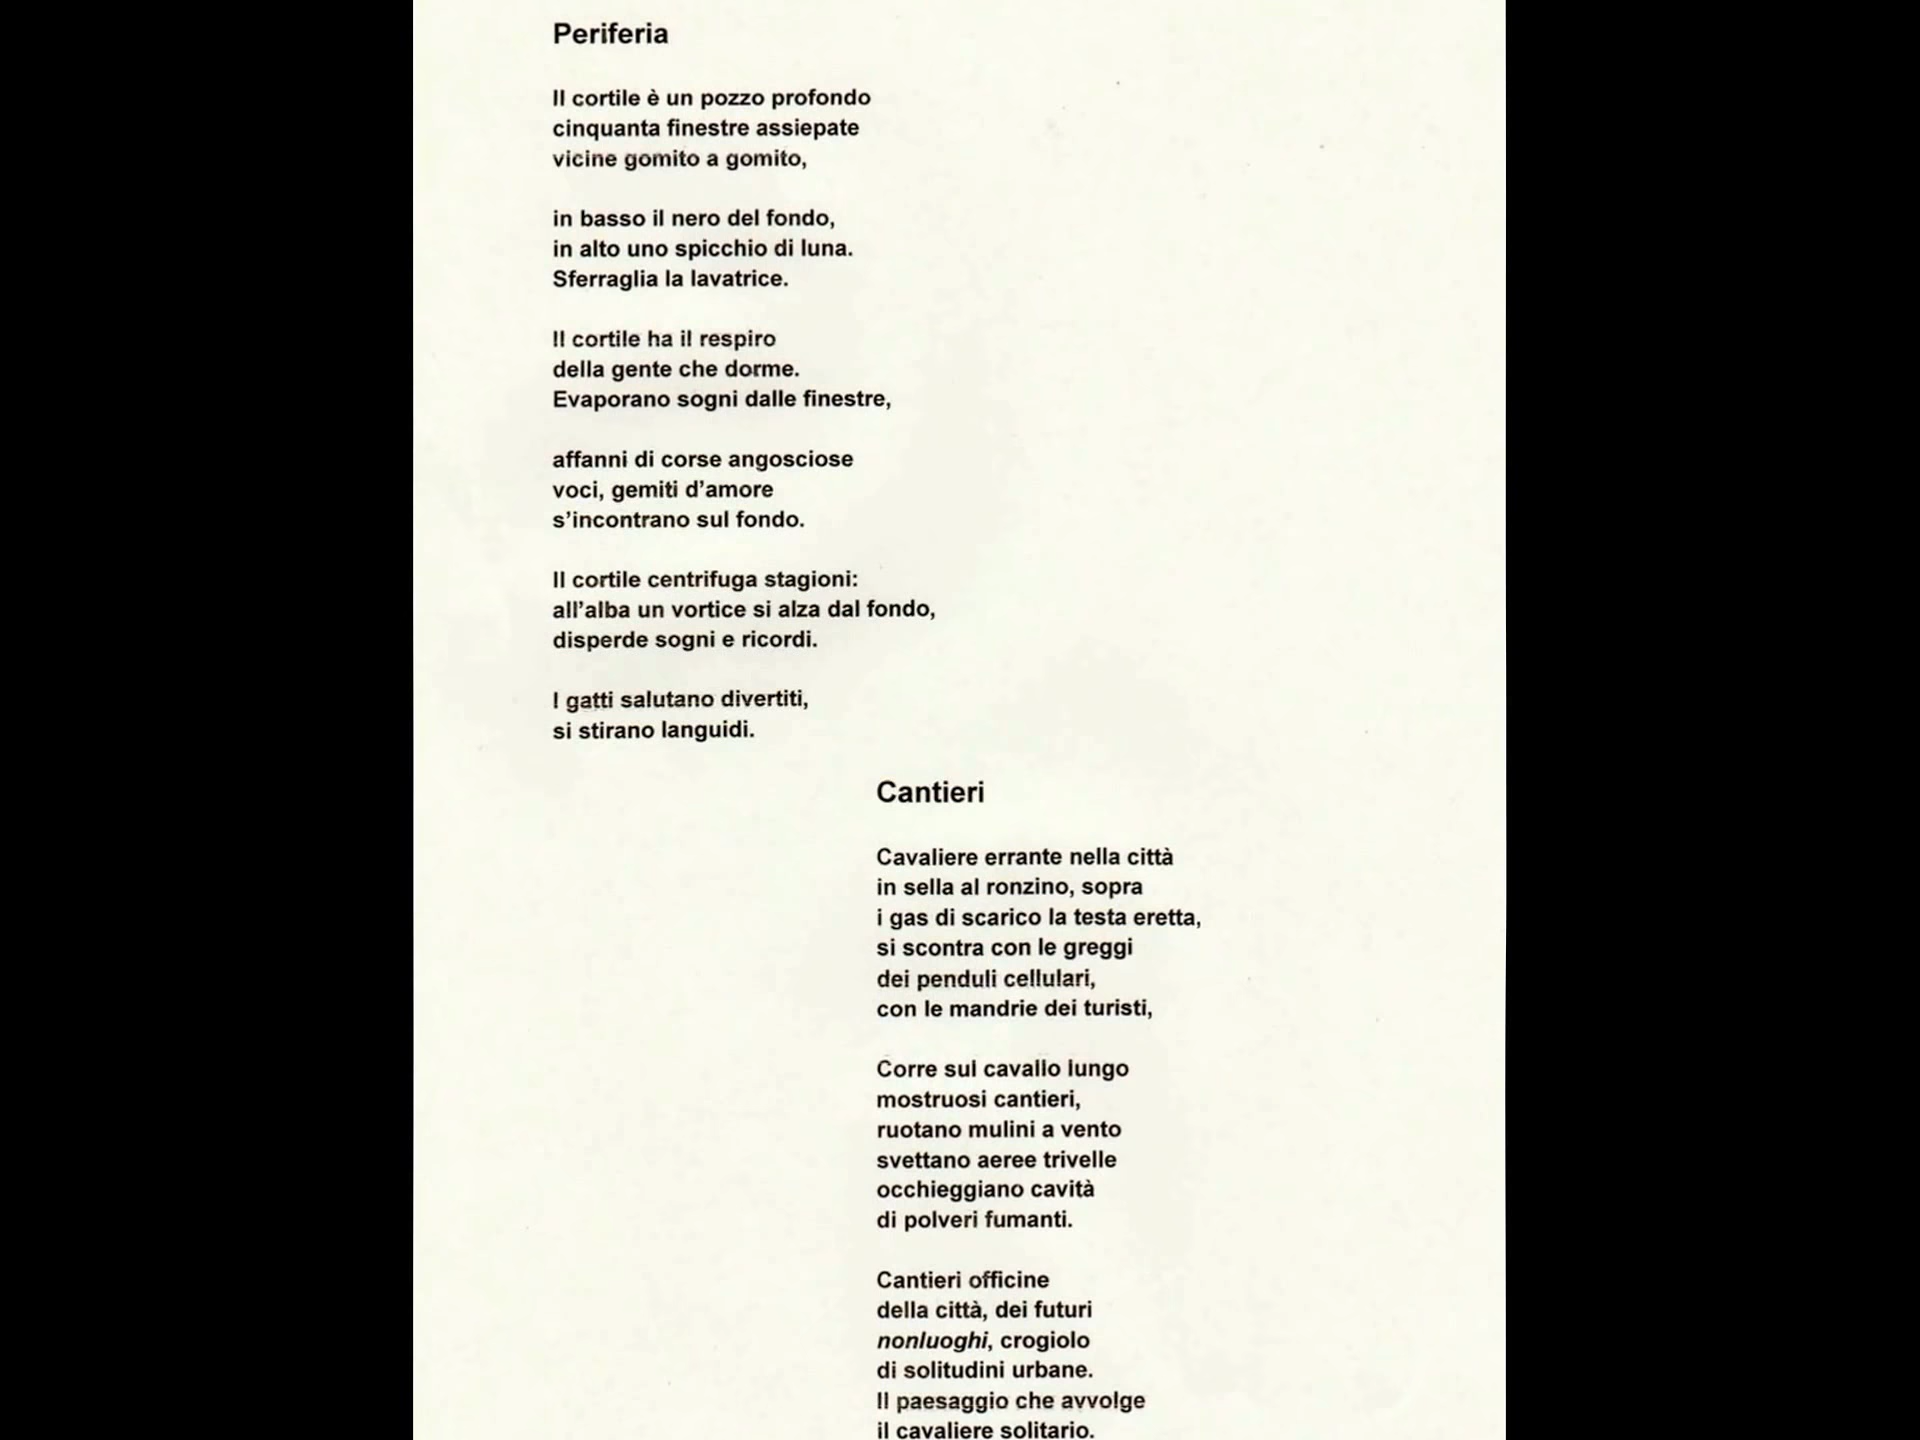 Periferia
Il cortile è un pozzo profondo
cinquanta finestre assiepate
vicine gomito a gomito,
in basso il nero del fondo,
in alto uno spicchio di luna.
Sferraglia la lavatrice.
Il cortile ha il respiro
della gente che dorme.
Evaporano sogni dalle finestre,
affanni di corse angosciose
voci, gemiti d’amore
s’incontrano sul fondo.
Il cortile centrifuga stagioni:
all’alba un vortice si alza dal fondo,
disperde sogni e ricordi.
I gatti salutano divertiti,
si stirano languidi.
Cantieri
Cavaliere errante nella città
in sella al ronzino, sopra
i gas di scarico la testa eretta,
si scontra con le greggi
dei penduli cellulari,
con le mandrie dei turisti,
Corre sul cavallo lungo
mostruosi cantieri,
ruotano mulini a vento
svettano aeree trivelle
occhieggiano cavità
di polveri fumanti.
Cantieri officine
della città, dei futuri
nonluoghi, crogiolo
di solitudini urbane.
Il paesaggio che avvolge
il cavaliere solitario.